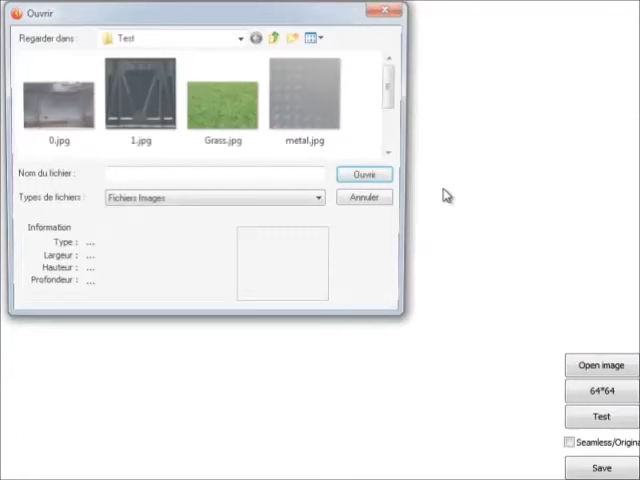 Ouvrir
Regarder dans :
Test
0.jpg
1.jpg
Grass.jpg
metal.jpg
Nom du fichier :
Ouvrir
Types de fichiers :
Fichiers Images
Annuler
Information
Type : ...
Largeur : ...
Hauteur : ...
Profondeur : ...
Open image
64*64
Test
Seamless/Origina
Save